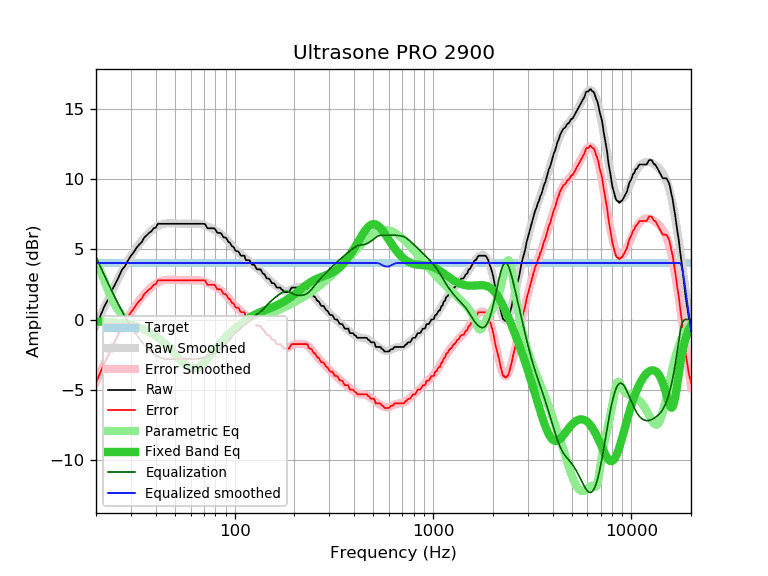 Ultrasone PRO 2900
15
10
5
0
−5
−10
Amplitude (dBr)
Target
Raw Smoothed
Error Smoothed
Raw
Error
Parametric Eq
Fixed Band Eq
Equalization
Equalized smoothed
100
1000
10000
Frequency (Hz)